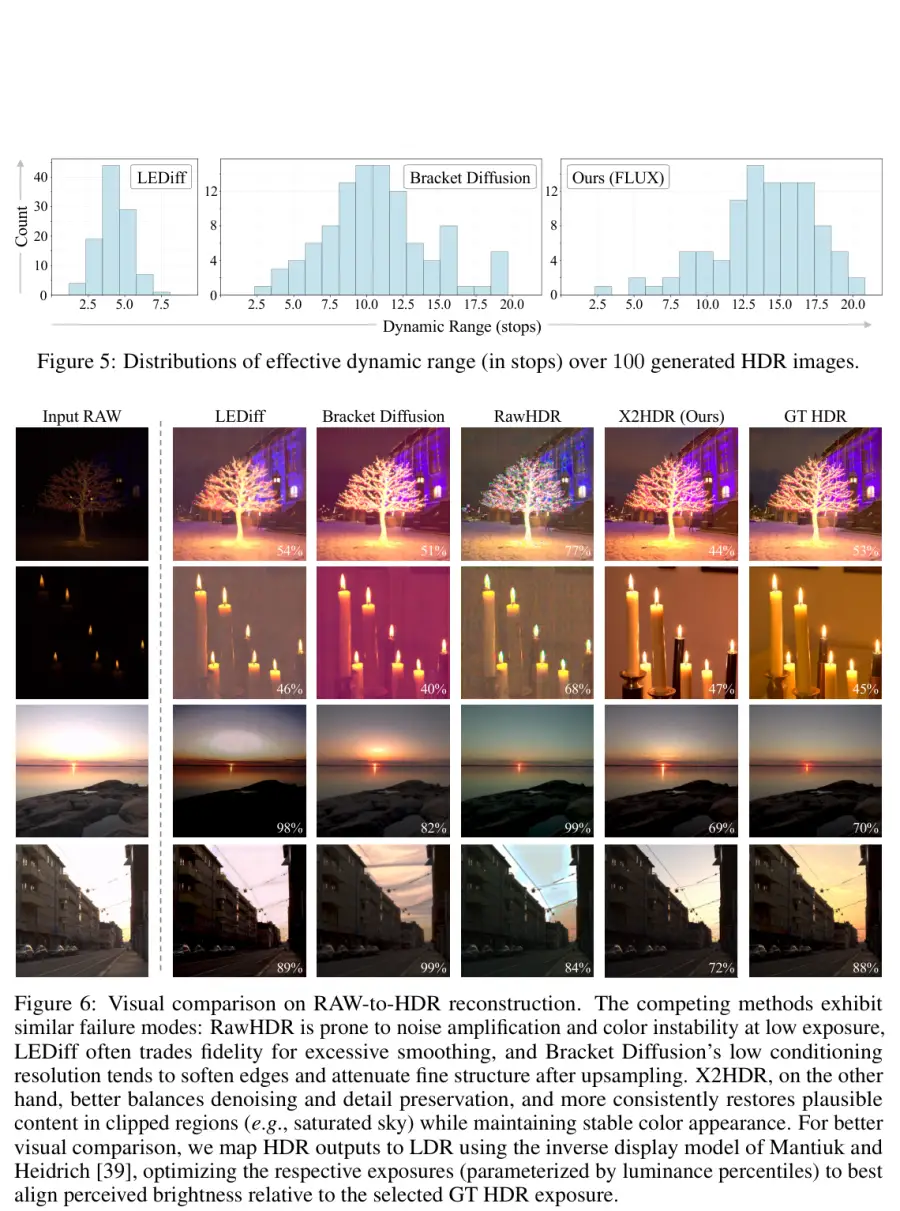 LEDiff
Bracket Diffusion
Ours (FLUX)
Count
40
30
20
10
0
12
8
4
0
12
8
4
0
2.5 5.0 7.5
2.5 5.0 7.5 10.0 12.5 15.0 17.5 20.0
2.5 5.0 7.5 10.0 12.5 15.0 17.5 20.0
Dynamic Range (stops)
Figure 5: Distributions of effective dynamic range (in stops) over 100 generated HDR images.
Input RAW LEDiff Bracket Diffusion RawHDR X2HDR (Ours) GT HDR
54% 51% 77% 44% 53%
46% 40% 68% 47% 45%
98% 82% 99% 69% 70%
89% 99% 84% 72% 88%
Figure 6: Visual comparison on RAW-to-HDR reconstruction. The competing methods exhibit
similar failure modes: RawHDR is prone to noise amplification and color instability at low exposure,
LEDiff often trades fidelity for excessive smoothing, and Bracket Diffusion's low conditioning
resolution tends to soften edges and attenuate fine structure after upsampling. X2HDR, on the other
hand, better balances denoising and detail preservation, and more consistently restores plausible
content in clipped regions (e.g., saturated sky) while maintaining stable color appearance. For better
visual comparison, we map HDR outputs to LDR using the inverse display model of Mantiuk and
Heidrich [39], optimizing the respective exposures (parameterized by luminance percentiles) to best
align perceived brightness relative to the selected GT HDR exposure.